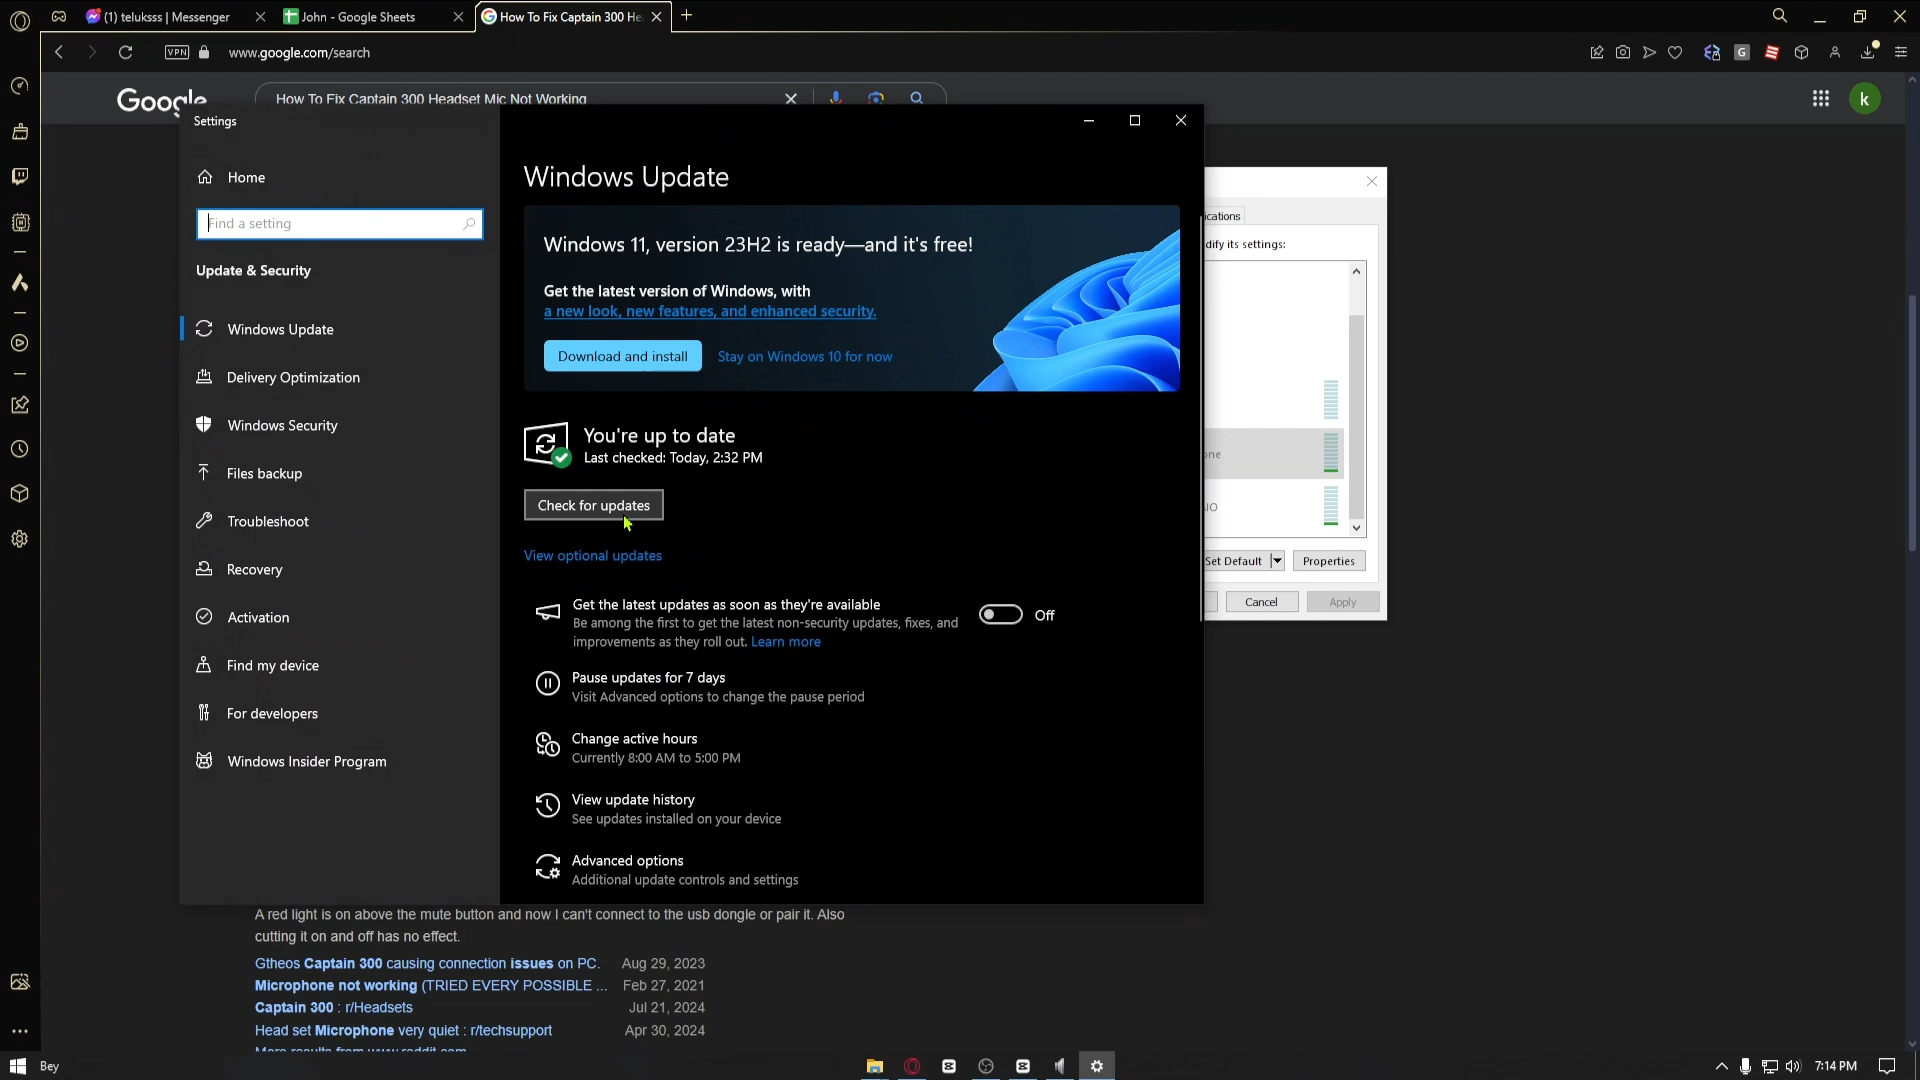 (1) teluksss | Messenger
John - Google Sheets
How To Fix Captain 300 He
VPN
www.google.com/search
Google
How To Fix Captain 300 Headset Mic Not Working
k
Settings
Home
Find a setting
Update & Security
Windows Update
Delivery Optimization
Windows Security
Files backup
Troubleshoot
Recovery
Activation
Find my device
For developers
Windows Insider Program
Windows Update
Windows 11, version 23H2 is ready—and it's free!
Get the latest version of Windows, with
a new look, new features, and enhanced security.
Download and install
Stay on Windows 10 for now
You're up to date
Last checked: Today, 2:32 PM
Check for updates
View optional updates
Get the latest updates as soon as they're available
Be among the first to get the latest non-security updates, fixes, and
improvements as they roll out. Learn more
Off
Pause updates for 7 days
Visit Advanced options to change the pause period
Change active hours
Currently 8:00 AM to 5:00 PM
View update history
See updates installed on your device
Advanced options
Additional update controls and settings
ications
dify its settings:
one
IO
Set Default
Properties
Cancel
Apply
A red light is on above the mute button and now I can't connect to the usb dongle or pair it. Also
cutting it on and off has no effect.
Gtheos Captain 300 causing connection issues on PC. Aug 29, 2023
Microphone not working (TRIED EVERY POSSIBLE ... Feb 27, 2021
Captain 300 : r/Headsets Jul 21, 2024
Head set Microphone very quiet : r/techsupport Apr 30, 2024
More results from www.reddit.com
Bey
7:14 PM